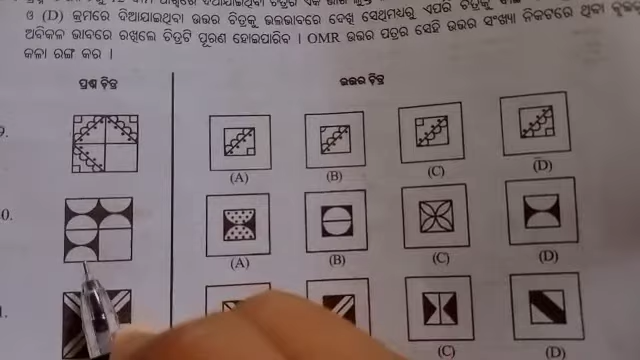 ଓ (D) କ୍ରମରେ ଦିଆଯାଇଥିବା ଉତ୍ତର ଚିତ୍ରକୁ ଭଲଭାବରେ ଦେଖି ସେଥିମଧ୍ୟରୁ ଏପରି ଚିତ୍ରକୁ
ଅବିକଳ ଭାବରେ ରଖିଲେ ଚିତ୍ରଟି ପୂରଣ ହୋଇପାରିବ । OMR ଉତ୍ତର ପତ୍ରର ସେହି ଉତ୍ତର ସଂଖ୍ୟା ନିକଟରେ ଥିବା
କଳା ରଙ୍ଗ କର ।
ପ୍ରଶ୍ନ ଚିତ୍ର ଉତ୍ତର ଚିତ୍ର
9.
(A) (B) (C) (D)
0.
(A) (B) (C) (D)
(C) (D)